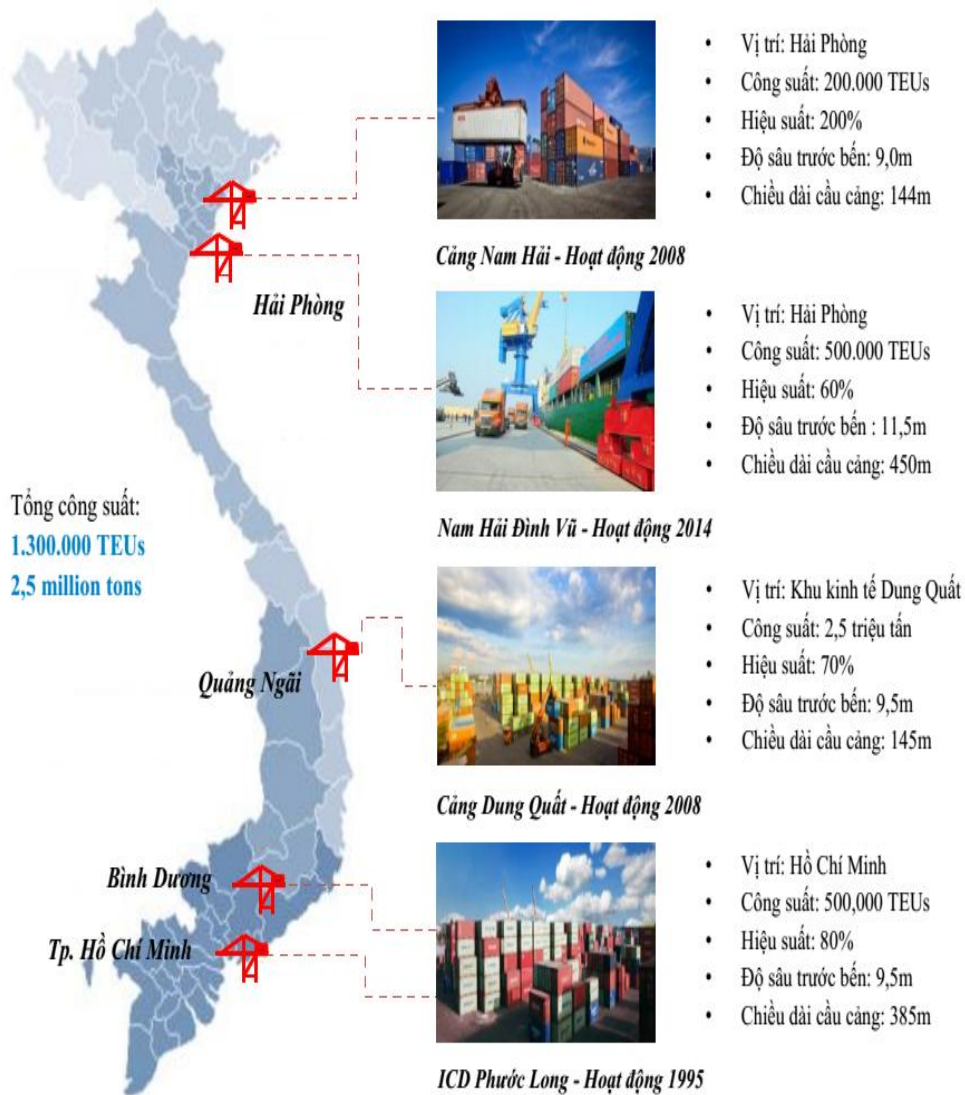 Vị trí: Hải Phòng
Công suất: 200.000 TEUs
Hiệu suất: 200%
Độ sâu trước bến: 9,0m
Chiều dài cầu cảng: 144m
Cảng Nam Hải - Hoạt động 2008
Hải Phòng
Vị trí: Hải Phòng
Công suất: 500.000 TEUs
Hiệu suất: 60%
Độ sâu trước bến : 11,5m
Chiều dài cầu cảng: 450m
Nam Hải Đình Vũ - Hoạt động 2014
Tổng công suất:
1.300.000 TEUs
2,5 million tons
Quảng Ngãi
Vị trí: Khu kinh tế Dung Quất
Công suất: 2,5 triệu tấn
Hiệu suất: 70%
Độ sâu trước bến: 9,5m
Chiều dài cầu cảng: 145m
Cảng Dung Quất - Hoạt động 2008
Bình Dương
Tp. Hồ Chí Minh
Vị trí: Hồ Chí Minh
Công suất: 500,000 TEUs
Hiệu suất: 80%
Độ sâu trước bến: 9,5m
Chiều dài cầu cảng: 385m
ICD Phước Long - Hoạt động 1995